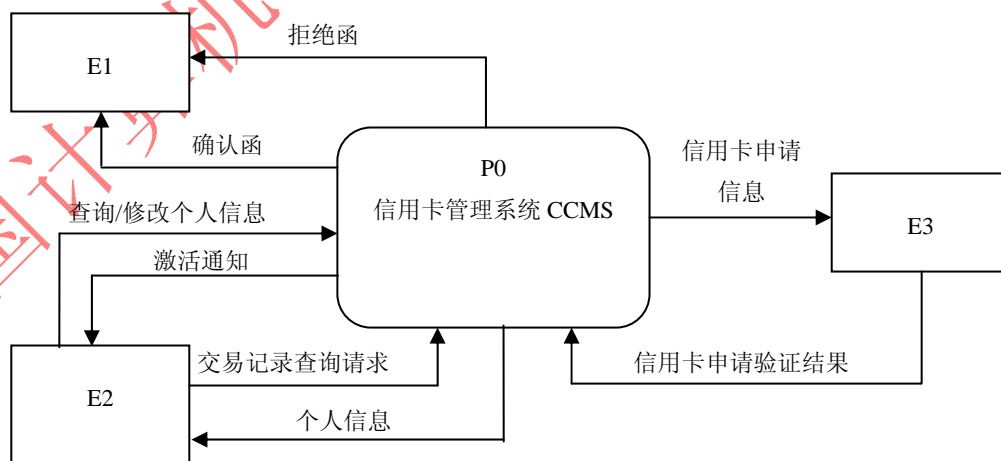 拒绝函
E1
确认函
P0
信用卡管理系统 CCMS
信用卡申请
信息
E3
查询/修改个人信息
激活通知
交易记录查询请求
信用卡申请验证结果
E2
个人信息